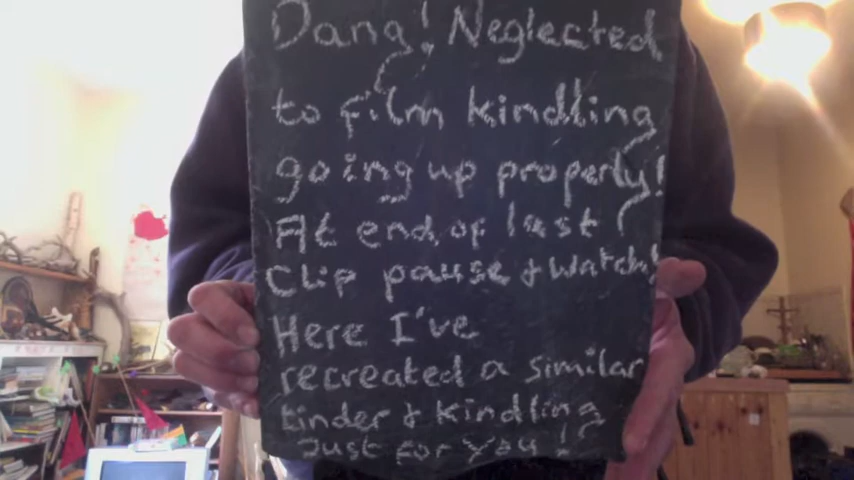 Dang! Neglected
to film kindling
going up properly!
At end of last
Clip pause & watch!
Here I've
recreated a similar
tinder & kindling
Just for you!